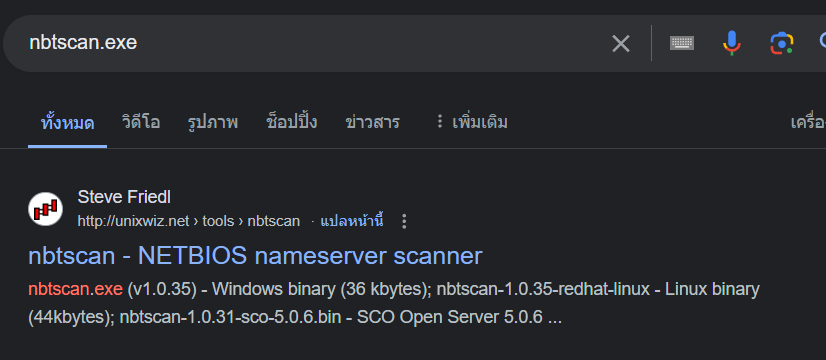 nbtscan.exe
ทั้งหมด วิดีโอ รูปภาพ ช็อปปิ้ง ข่าวสาร ⋮ เพิ่มเติม
Steve Friedl
http://unixwiz.net › tools › nbtscan · แปลหน้านี้
nbtscan - NETBIOS nameserver scanner
nbtscan.exe (v1.0.35) - Windows binary (36 kbytes); nbtscan-1.0.35-redhat-linux - Linux binary
(44kbytes); nbtscan-1.0.31-sco-5.0.6.bin - SCO Open Server 5.0.6 ...